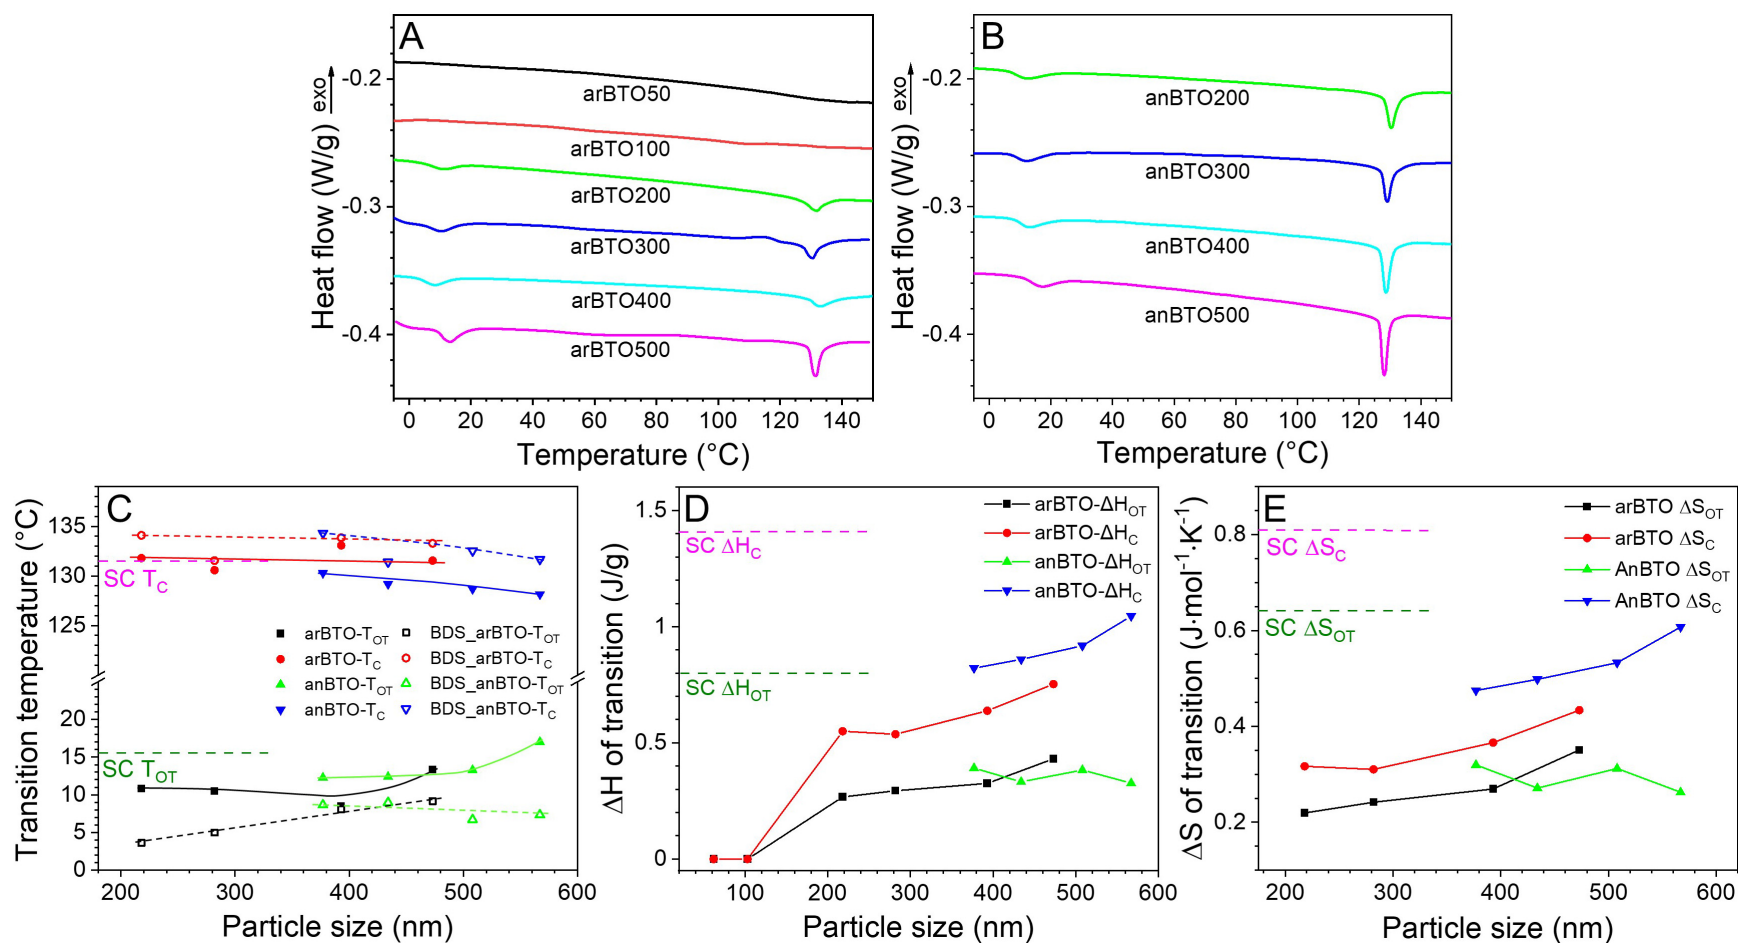 A
exo
Heat flow (W/g)
-0.2
-0.3
-0.4
arBTO50
arBTO100
arBTO200
arBTO300
arBTO400
arBTO500
0 20 40 60 80 100 120 140
Temperature (°C)
B
exo
Heat flow (W/g)
-0.2
-0.3
-0.4
anBTO200
anBTO300
anBTO400
anBTO500
0 20 40 60 80 100 120 140
Temperature (°C)
C
Transition temperature (°C)
135
130
125
20
15
10
5
0
SC T_C
SC T_OT
arBTO-T_OT
arBTO-T_C
anBTO-T_OT
anBTO-T_C
BDS_arBTO-T_OT
BDS_arBTO-T_C
BDS_anBTO-T_OT
BDS_anBTO-T_C
200 300 400 500 600
Particle size (nm)
D
ΔH of transition (J/g)
1.5
1
0.5
0
SC ΔH_C
SC ΔH_OT
arBTO-ΔH_OT
arBTO-ΔH_C
anBTO-ΔH_OT
anBTO-ΔH_C
100 200 300 400 500 600
Particle size (nm)
E
ΔS of transition (J·mol⁻¹·K⁻¹)
0.8
0.6
0.4
0.2
SC ΔS_C
SC ΔS_OT
arBTO ΔS_OT
arBTO ΔS_C
AnBTO ΔS_OT
AnBTO ΔS_C
200 300 400 500 600
Particle size (nm)